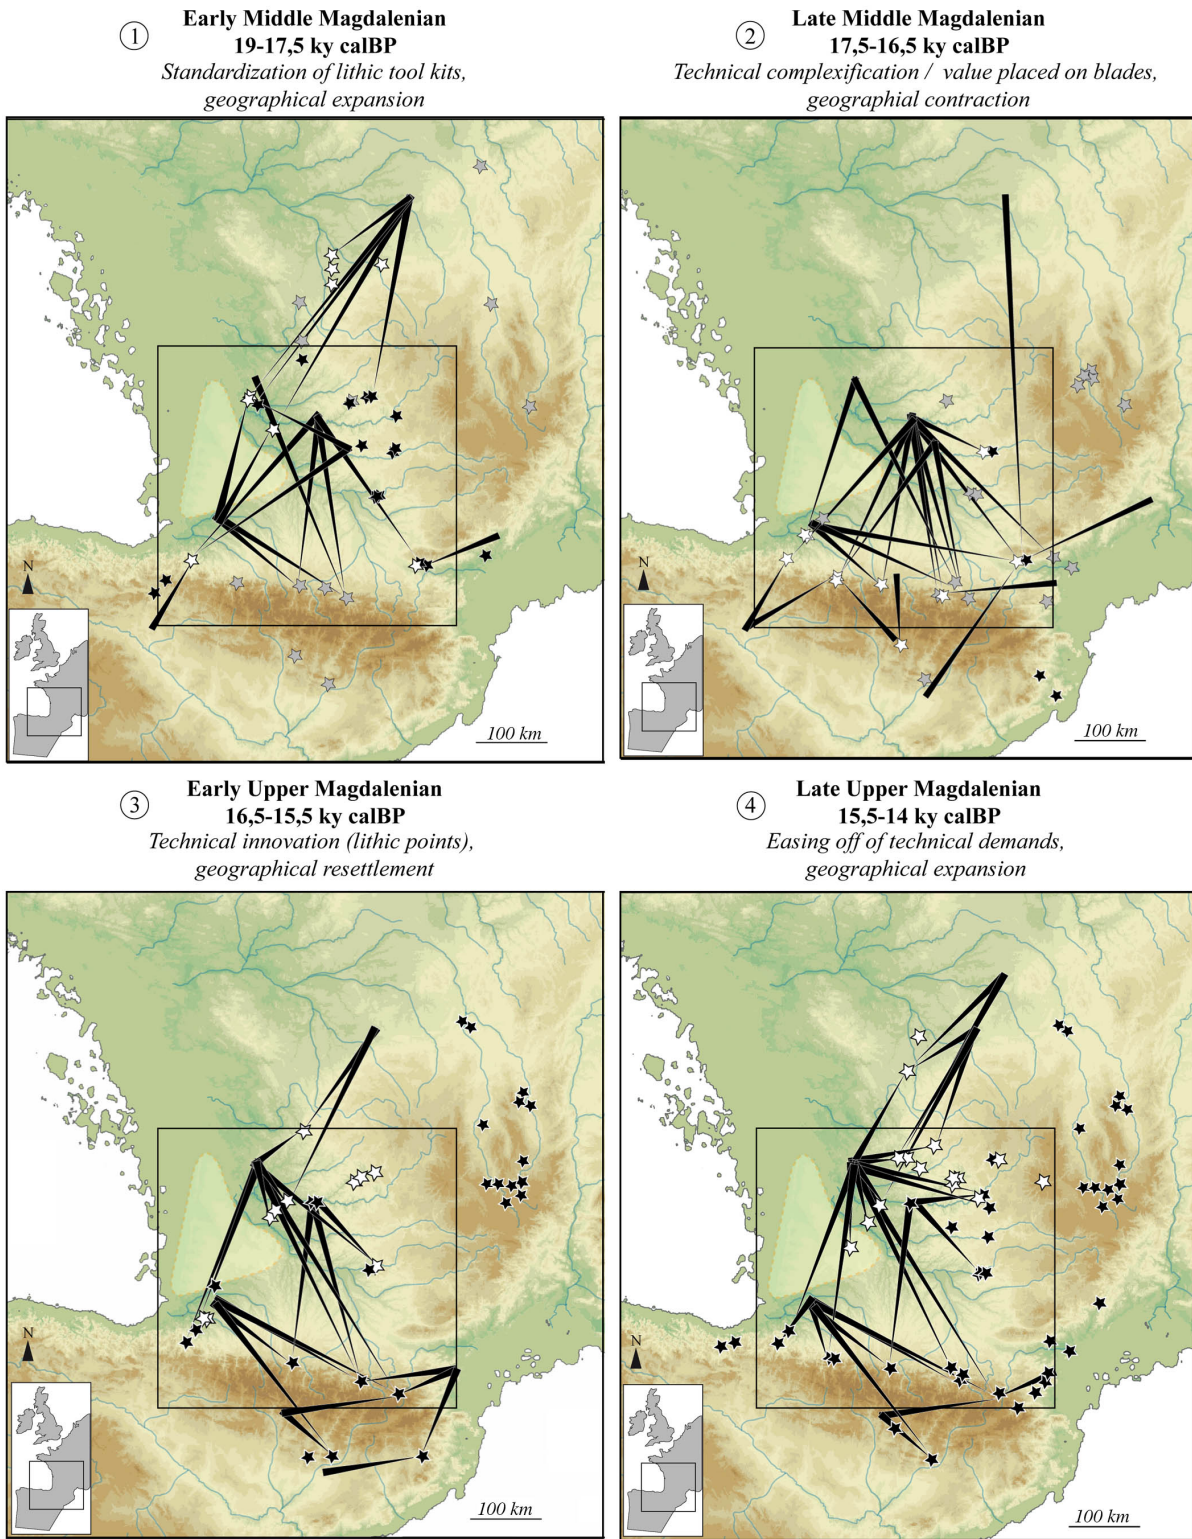 ①
Early Middle Magdalenian
19-17,5 ky calBP
Standardization of lithic tool kits,
geographical expansion
N
100 km
②
Late Middle Magdalenian
17,5-16,5 ky calBP
Technical complexification / value placed on blades,
geographial contraction
N
100 km
③
Early Upper Magdalenian
16,5-15,5 ky calBP
Technical innovation (lithic points),
geographical resettlement
N
100 km
④
Late Upper Magdalenian
15,5-14 ky calBP
Easing off of technical demands,
geographical expansion
N
100 km